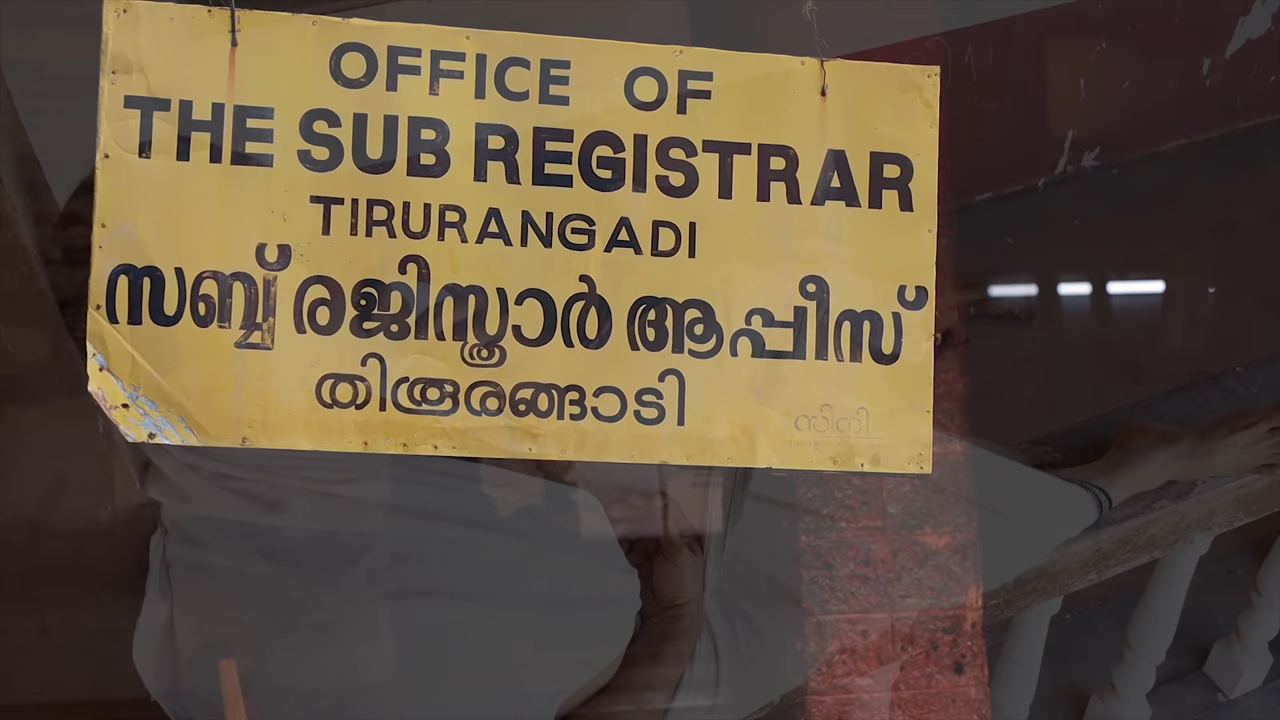 OFFICE OF
THE SUB REGISTRAR
TIRURANGADI
സബ്ബ് രജിസ്ത്രാർ ആപ്പീസ്
തിരൂരങ്ങാടി
സിനി